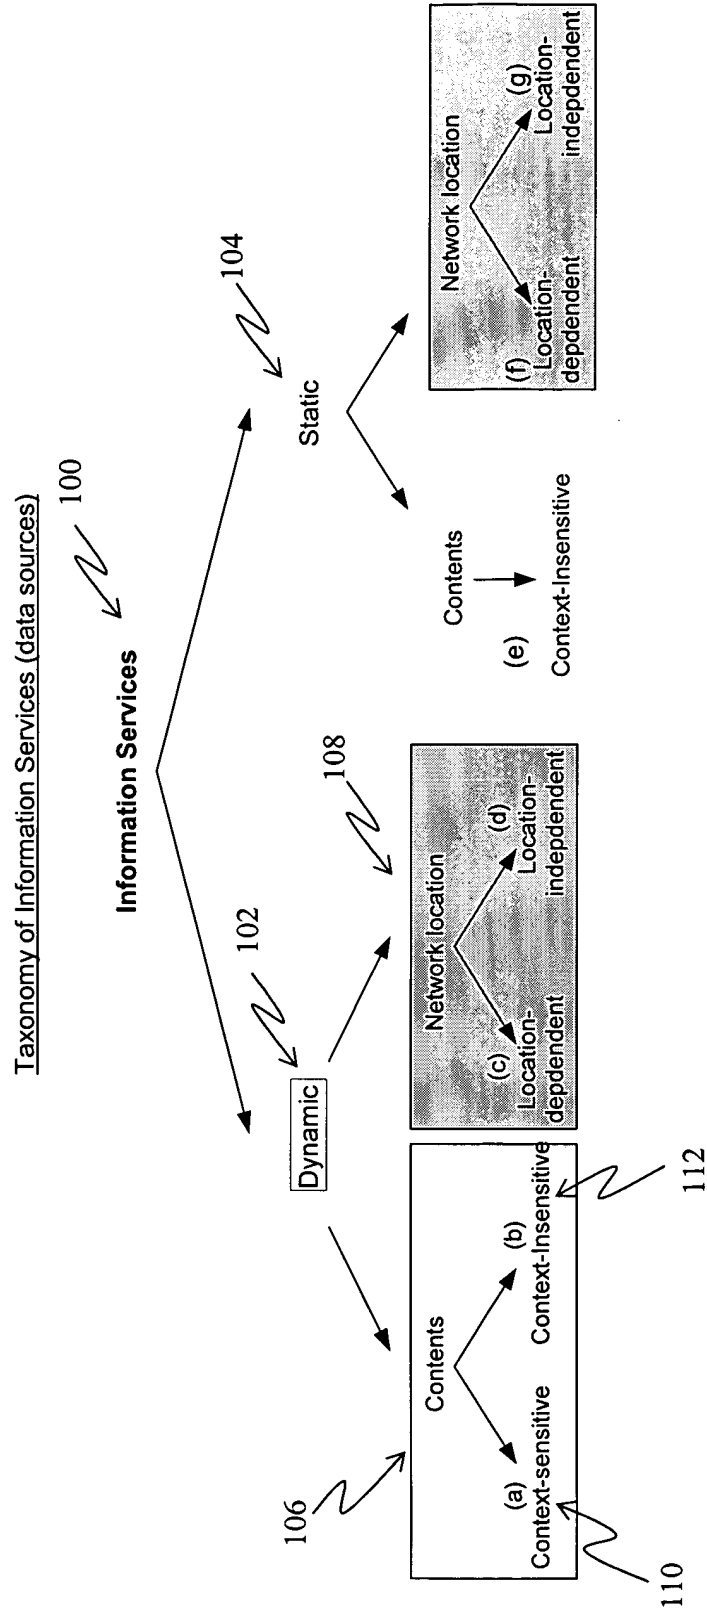 Taxonomy of Information Services (data sources)
100
Information Services
102
Dynamic
104
Static
106
Contents
(a)
Context-sensitive
110
(b)
Context-Insensitive
112
108
Network location
(c)
Location-
depdendent
(d)
Location-
indepdendent
Contents
(e)
Context-Insensitive
Network location
(f)
Location-
depdendent
(g)
Location-
indepdendent